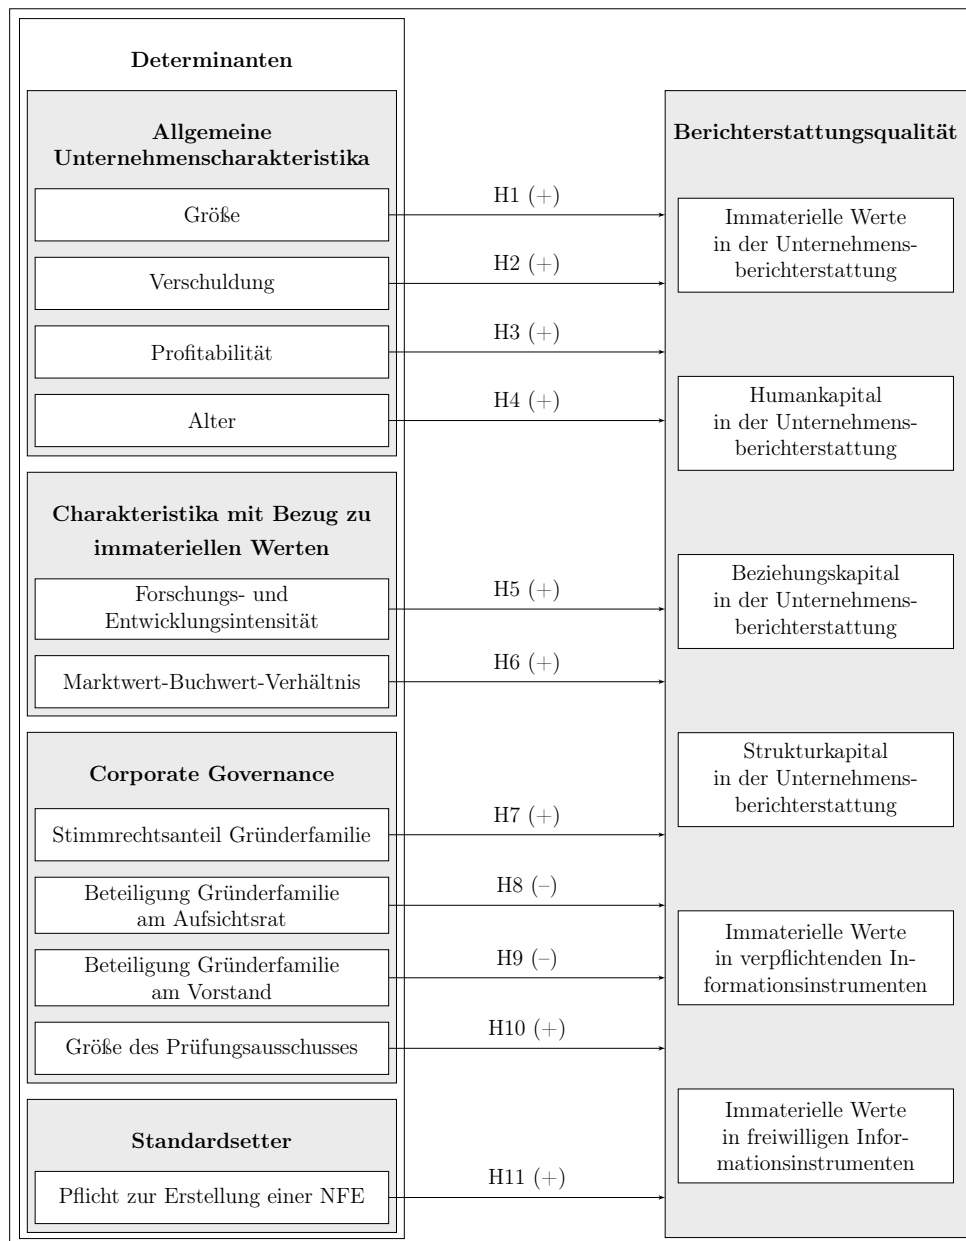 Determinanten
Allgemeine
Unternehmenscharakteristika
Größe
Verschuldung
Profitabilität
Alter
Charakteristika mit Bezug zu
immateriellen Werten
Forschungs- und
Entwicklungsintensität
Marktwert-Buchwert-Verhältnis
Corporate Governance
Stimmrechtsanteil Gründerfamilie
Beteiligung Gründerfamilie
am Aufsichtsrat
Beteiligung Gründerfamilie
am Vorstand
Größe des Prüfungsausschusses
Standardsetter
Pflicht zur Erstellung einer NFE
H1 (+)
H2 (+)
H3 (+)
H4 (+)
H5 (+)
H6 (+)
H7 (+)
H8 (–)
H9 (–)
H10 (+)
H11 (+)
Berichterstattungsqualität
Immaterielle Werte
in der Unternehmens-
berichterstattung
Humankapital
in der Unternehmens-
berichterstattung
Beziehungskapital
in der Unternehmens-
berichterstattung
Strukturkapital
in der Unternehmens-
berichterstattung
Immaterielle Werte
in verpflichtenden In-
formationsinstrumenten
Immaterielle Werte
in freiwilligen Infor-
mationsinstrumenten